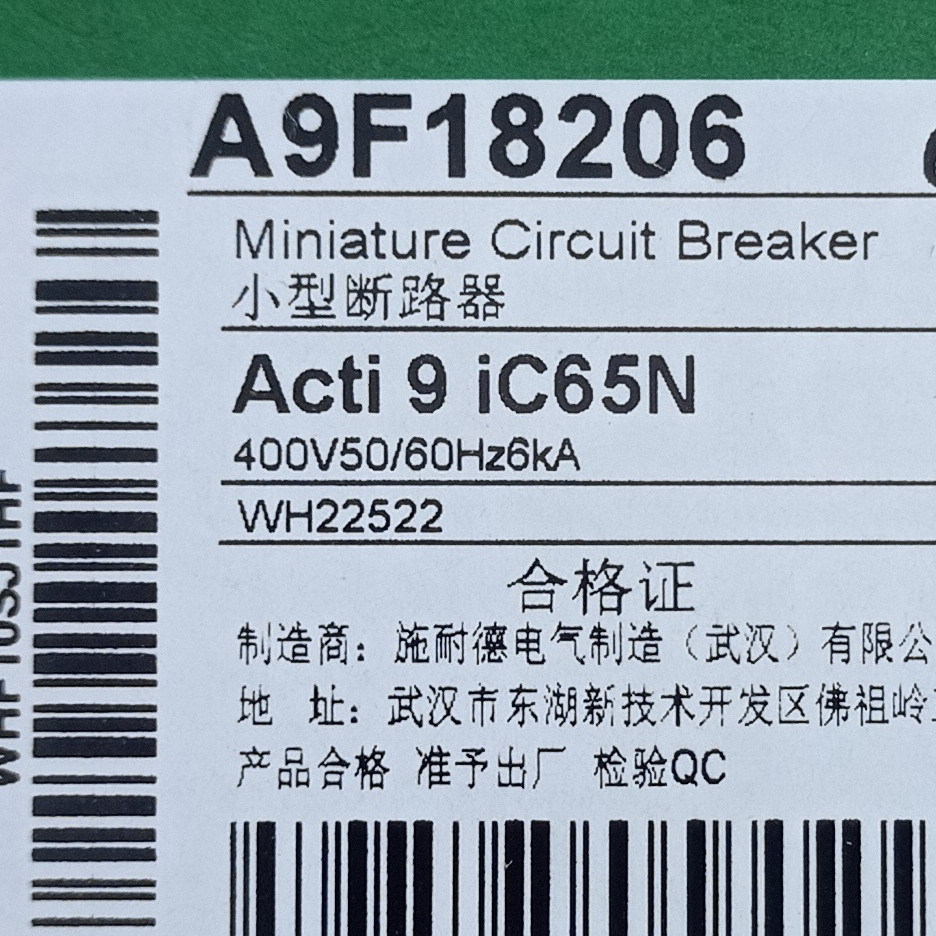 A9F18206
Miniature Circuit Breaker
小型断路器
Acti 9 iC65N
400V50/60Hz6kA
WH22522
合格证
制造商：施耐德电气制造（武汉）有限公
地 址：武汉市东湖新技术开发区佛祖岭
产品合格 准予出厂 检验QC